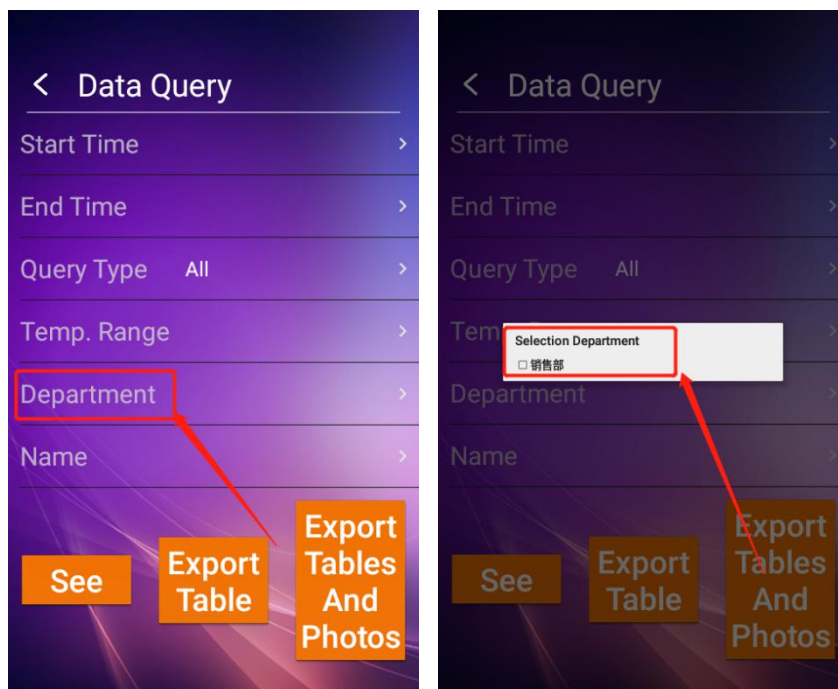 < Data Query
Start Time >
End Time >
Query Type All >
Temp. Range >
Department >
Name >
See
Export
Table
Export
Tables
And
Photos
< Data Query
Start Time >
End Time >
Query Type All >
Tem
Selection Department
□ 销售部
Department >
Name >
See
Export
Table
Export
Tables
And
Photos